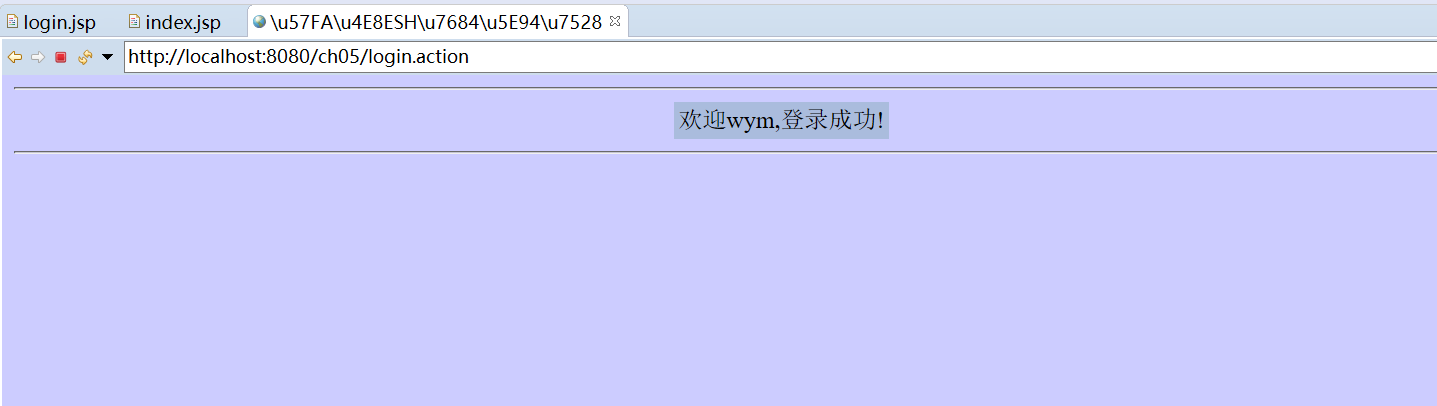 login.jsp index.jsp \u57FA\u4E8ESH\u7684\u5E94\u7528
http://localhost:8080/ch05/login.action
欢迎wym,登录成功!